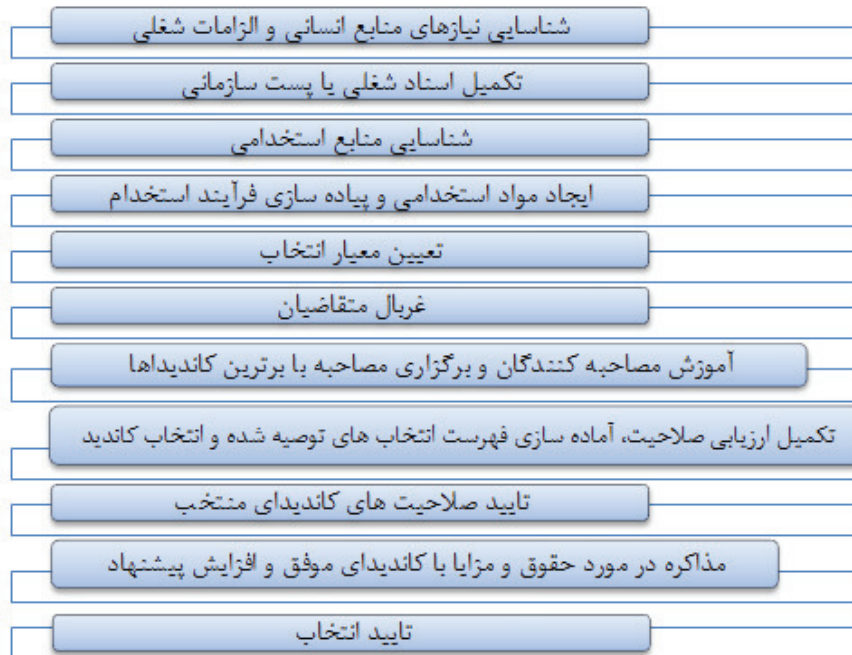 شناسایی نیازهای منابع انسانی و الزامات شغلی
تکمیل اسناد شغلی یا پست سازمانی
شناسایی منابع استخدامی
ایجاد مواد استخدامی و پیاده سازی فرآیند استخدام
تعیین معیار انتخاب
غربال متقاضیان
آموزش مصاحبه کنندگان و برگزاری مصاحبه با برترین کاندیداها
تکمیل ارزیابی صلاحیت، آماده سازی فهرست انتخاب های توصیه شده و انتخاب کاندید
تایید صلاحیت های کاندیدای منتخب
مذاکره در مورد حقوق و مزایا با کاندیدای موفق و افزایش پیشنهاد
تایید انتخاب